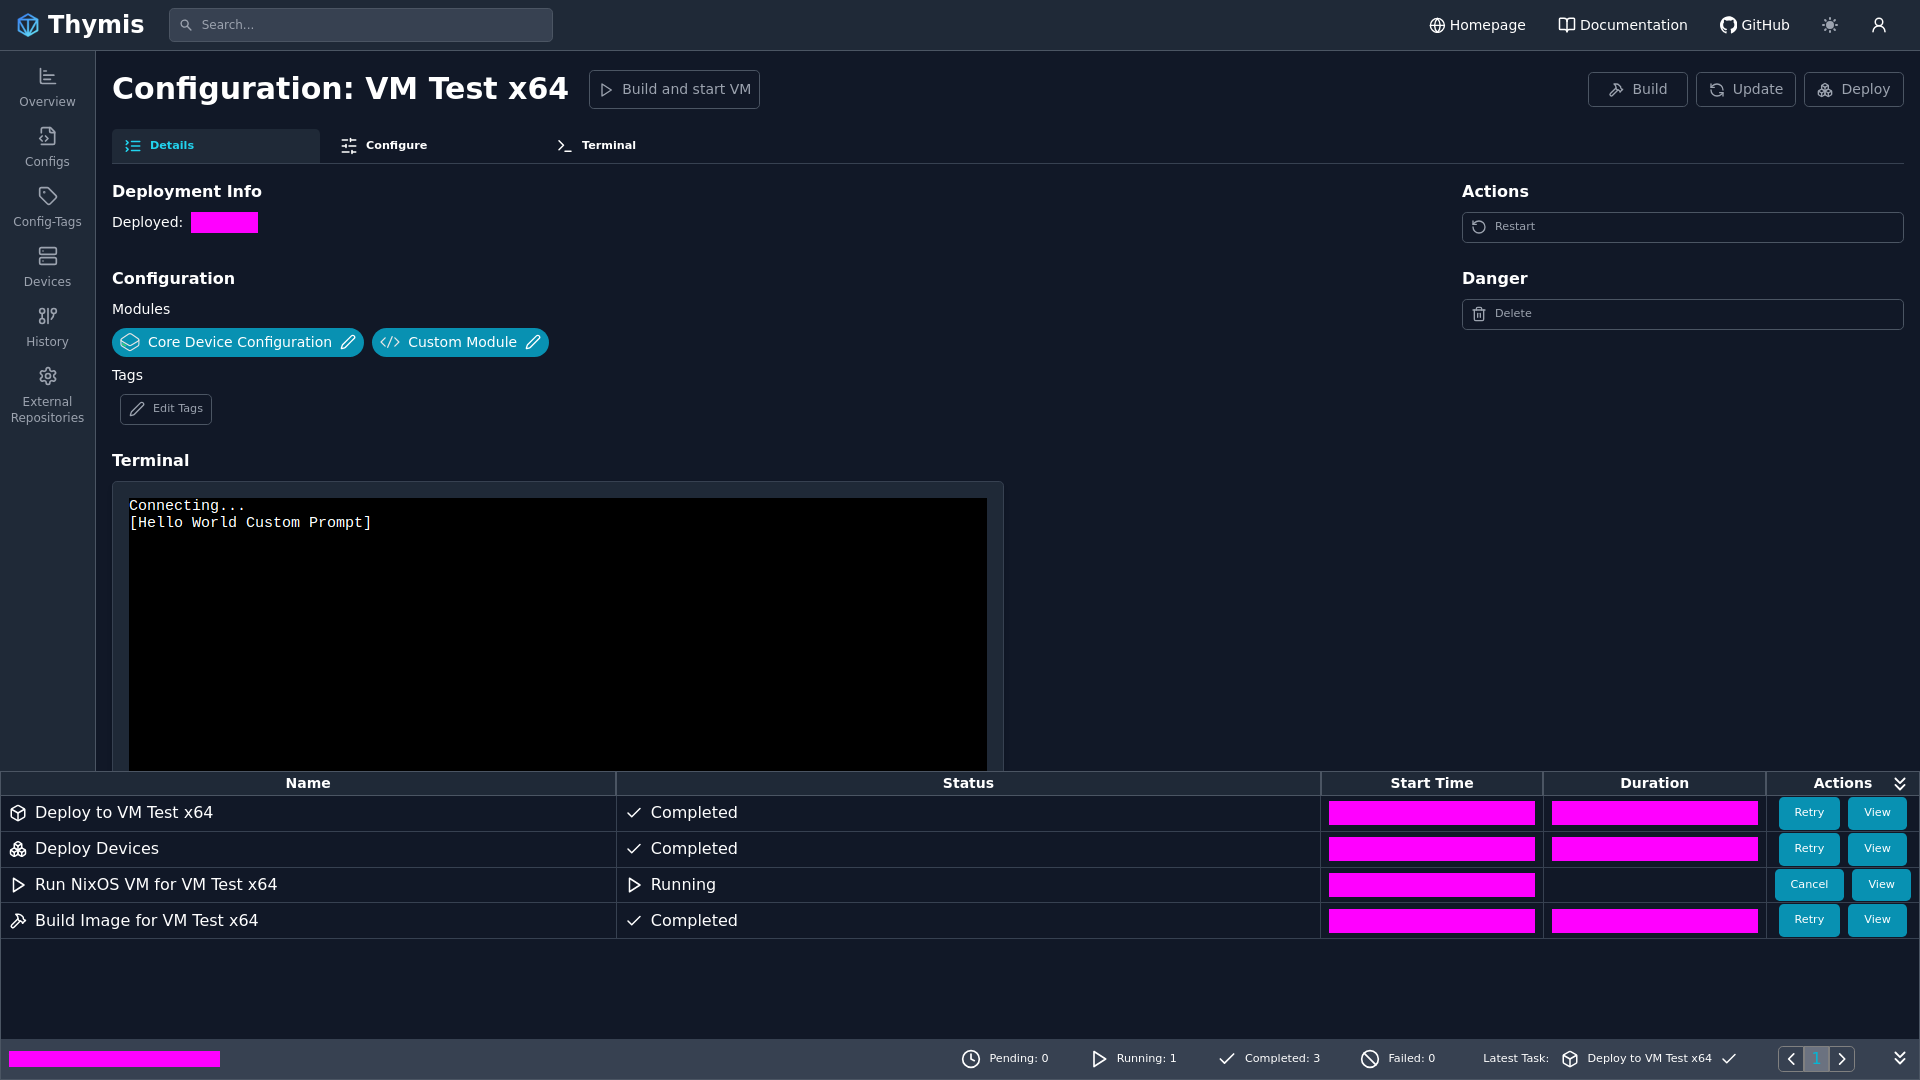 Thymis
Search...
Homepage
Documentation
GitHub
Overview
Configs
Config-Tags
Devices
History
External
Repositories
Configuration: VM Test x64
Build and start VM
Build
Update
Deploy
Details
Configure
Terminal
Deployment Info
Deployed:
Actions
Restart
Configuration
Modules
Core Device Configuration
Custom Module
Danger
Delete
Tags
Edit Tags
Terminal
Connecting...
[Hello World Custom Prompt]
Name Status Start Time Duration Actions
Deploy to VM Test x64 Completed Retry View
Deploy Devices Completed Retry View
Run NixOS VM for VM Test x64 Running Cancel View
Build Image for VM Test x64 Completed Retry View
Pending: 0 Running: 1 Completed: 3 Failed: 0 Latest Task: Deploy to VM Test x64 1